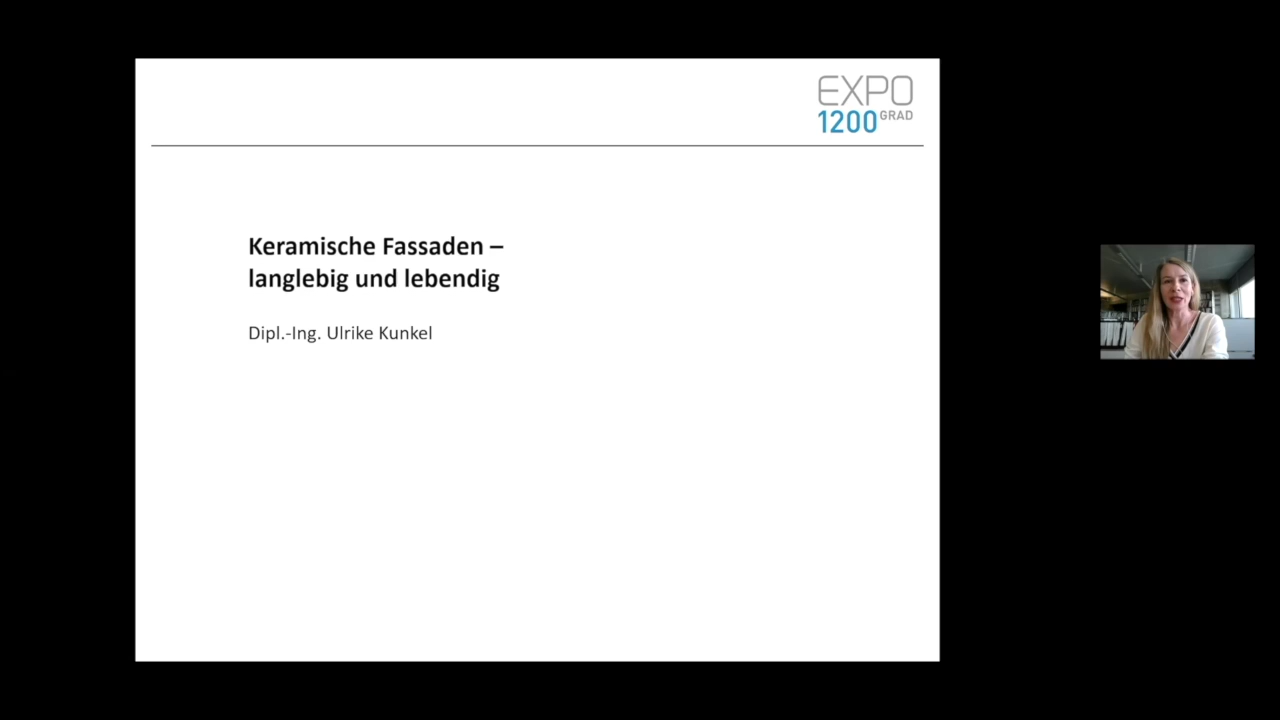 EXPO
1200 GRAD
Keramische Fassaden –
langlebig und lebendig
Dipl.-Ing. Ulrike Kunkel